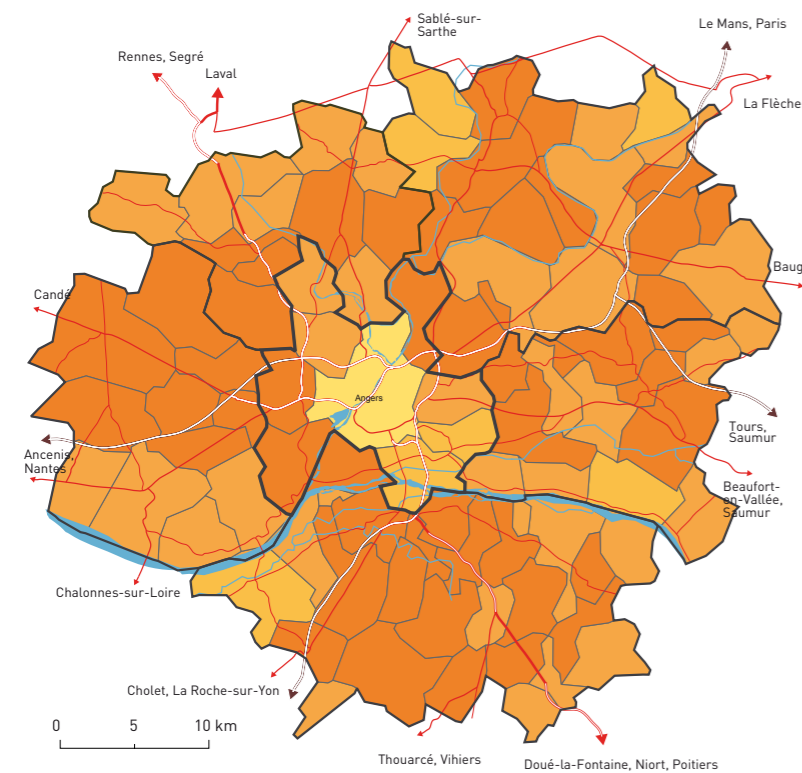 Sablé-sur-
Sarthe
Le Mans, Paris
Rennes, Segré
Laval
La Flèche
Baug
Candé
Angers
Tours,
Saumur
Ancenis,
Nantes
Beaufort-
en-Vallée,
Saumur
Chalonnes-sur-Loire
Cholet, La Roche-sur-Yon
0 5 10 km
Thouarcé, Vihiers
Doué-la-Fontaine, Niort, Poitiers